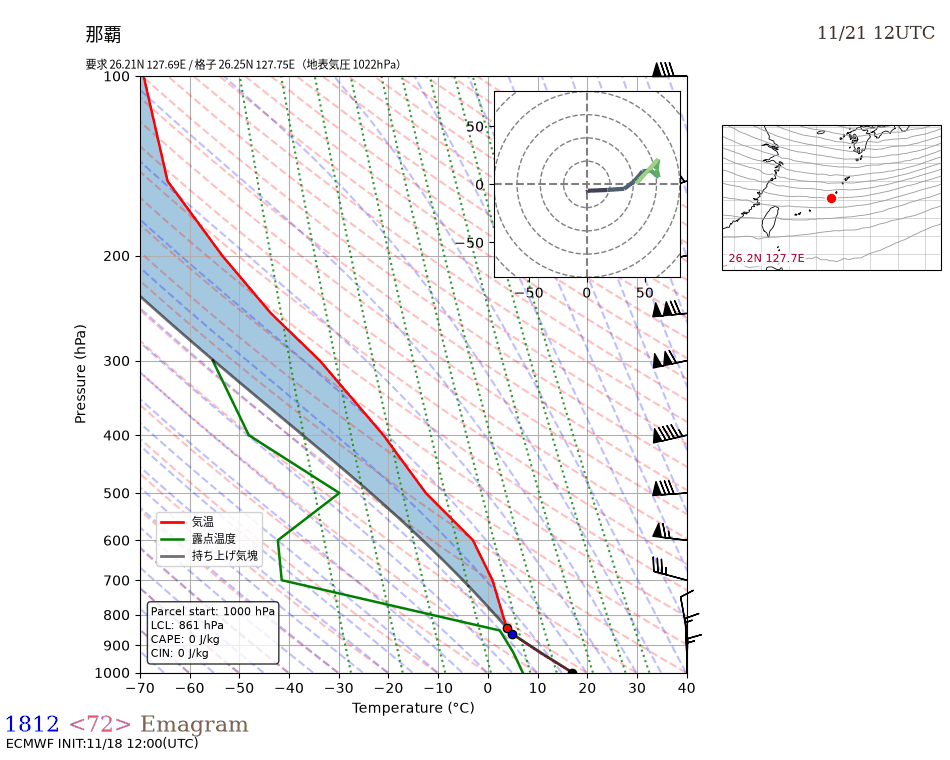 那覇
11/21 12UTC
要求 26.21N 127.69E / 格子 26.25N 127.75E（地表気圧 1022hPa）
100
200
300
400
500
600
700
800
900
1000
Pressure (hPa)
50
0
−50
−50 0 50
26.2N 127.7E
気温
露点温度
持ち上げ気塊
Parcel start: 1000 hPa
LCL: 861 hPa
CAPE: 0 J/kg
CIN: 0 J/kg
−70 −60 −50 −40 −30 −20 −10 0 10 20 30 40
Temperature (°C)
1812 <72> Emagram
ECMWF INIT:11/18 12:00(UTC)